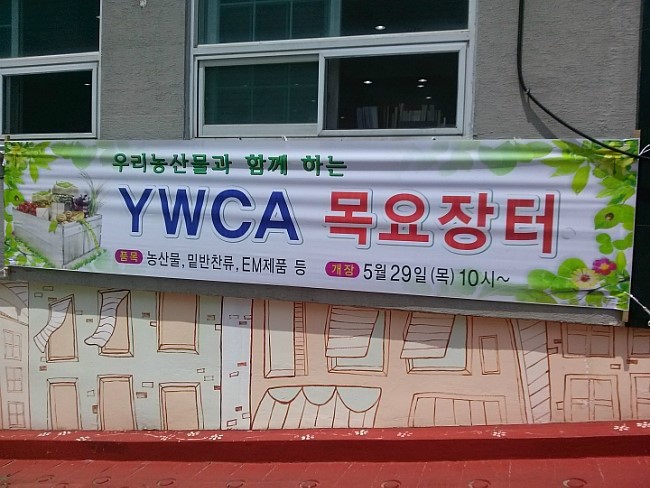 우리농산물과 함께 하는
YWCA 목요장터
품목 농산물, 밑반찬류, EM제품 등 개장 5월 29일(목) 10시~